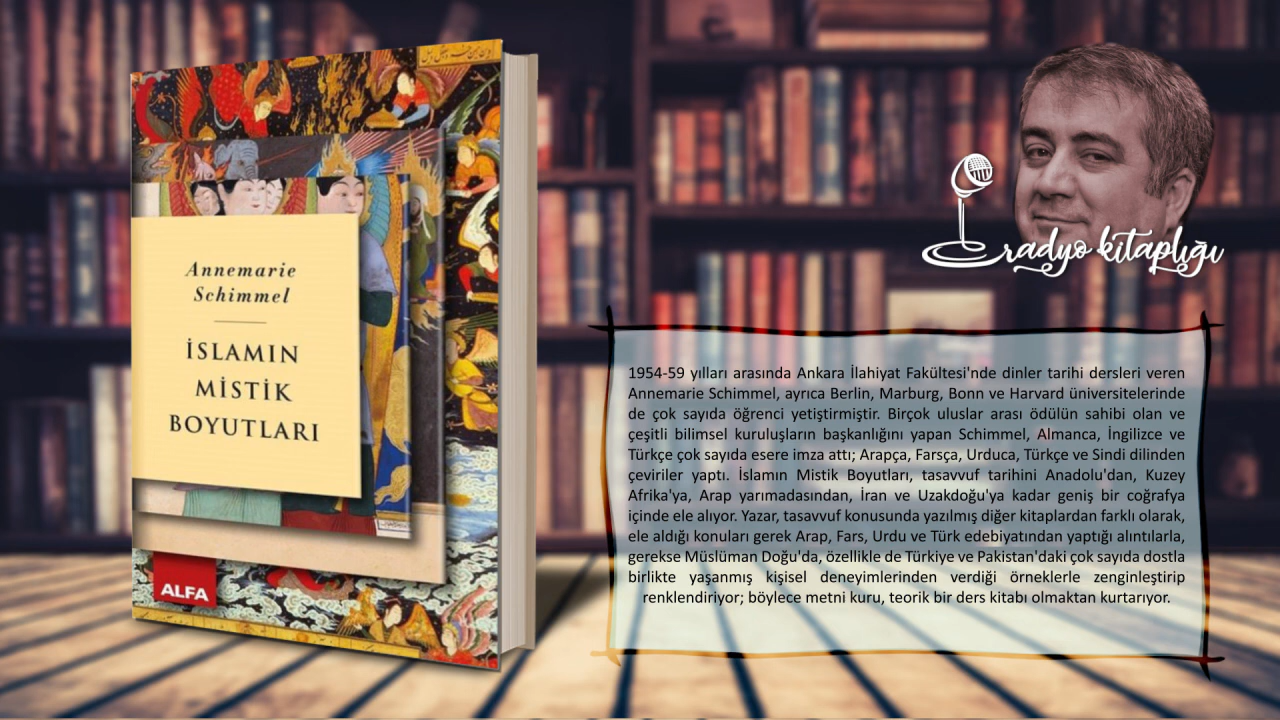 Annemarie
Schimmel
İSLAMIN
MİSTİK
BOYUTLARI
ALFA
radyo kitaplığı
1954-59 yılları arasında Ankara İlahiyat Fakültesi'nde dinler tarihi dersleri veren
Annemarie Schimmel, ayrıca Berlin, Marburg, Bonn ve Harvard üniversitelerinde
de çok sayıda öğrenci yetiştirmiştir. Birçok uluslar arası ödülün sahibi olan ve
çeşitli bilimsel kuruluşların başkanlığını yapan Schimmel, Almanca, İngilizce ve
Türkçe çok sayıda esere imza attı; Arapça, Farsça, Urduca, Türkçe ve Sindi dilinden
çeviriler yaptı. İslamın Mistik Boyutları, tasavvuf tarihini Anadolu'dan, Kuzey
Afrika'ya, Arap yarımadasından, İran ve Uzakdoğu'ya kadar geniş bir coğrafya
içinde ele alıyor. Yazar, tasavvuf konusunda yazılmış diğer kitaplardan farklı olarak,
ele aldığı konuları gerek Arap, Fars, Urdu ve Türk edebiyatından yaptığı alıntılarla,
gerekse Müslüman Doğu'da, özellikle de Türkiye ve Pakistan'daki çok sayıda dostla
birlikte yaşanmış kişisel deneyimlerinden verdiği örneklerle zenginleştirip
renklendiriyor; böylece metni kuru, teorik bir ders kitabı olmaktan kurtarıyor.